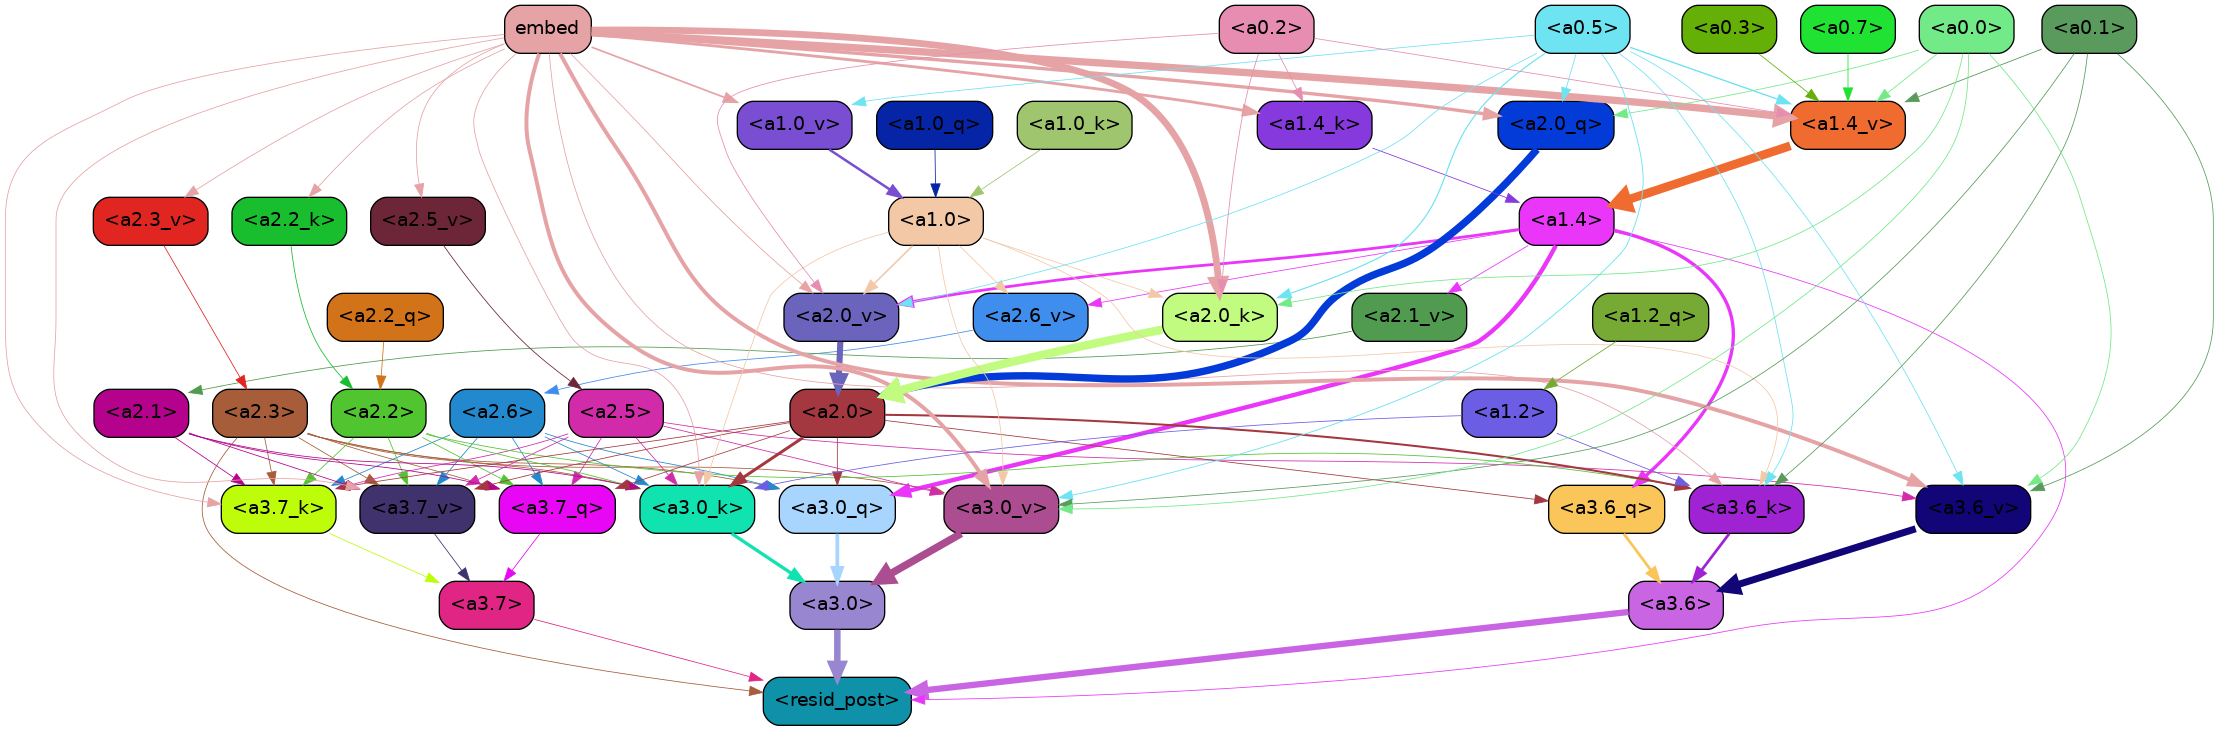 embed
<a0.2>
<a0.5>
<a0.3>
<a0.7>
<a0.0>
<a0.1>
<a1.0_v>
<a1.0_q>
<a1.0_k>
<a1.4_k>
<a2.0_q>
<a1.4_v>
<a2.3_v>
<a2.2_k>
<a2.5_v>
<a1.0>
<a1.4>
<a2.2_q>
<a2.0_v>
<a2.6_v>
<a2.0_k>
<a2.1_v>
<a1.2_q>
<a2.1>
<a2.3>
<a2.2>
<a2.6>
<a2.5>
<a2.0>
<a1.2>
<a3.7_k>
<a3.7_v>
<a3.7_q>
<a3.0_k>
<a3.0_q>
<a3.0_v>
<a3.6_q>
<a3.6_k>
<a3.6_v>
<a3.7>
<a3.0>
<a3.6>
<resid_post>